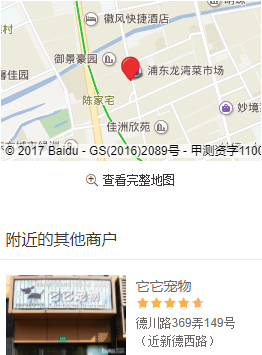 徽风快捷酒店
御景豪园
浦东龙湾菜市场
馨佳园
陈家宅
妙境
佳洲欣苑
© 2017 Baidu - GS(2016)2089号 - 甲测资字1100
查看完整地图
附近的其他商户
它它宠物
它它宠物
德川路369弄149号
（近新德西路）